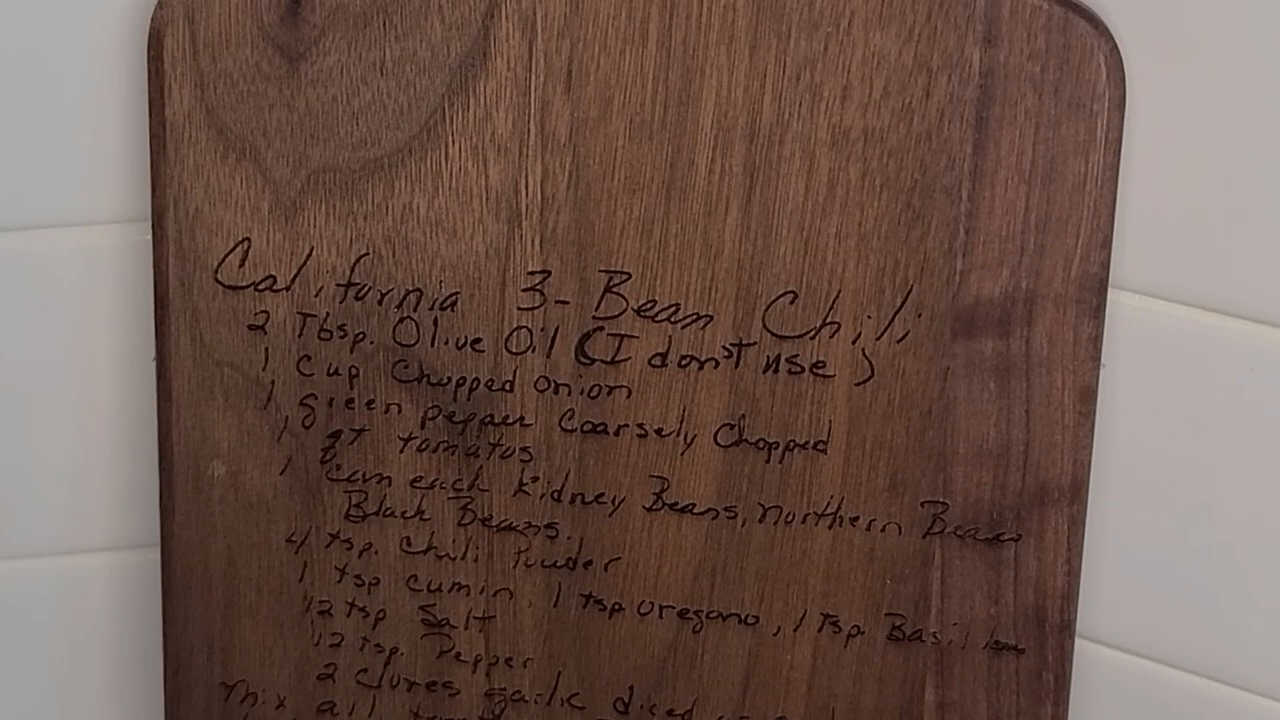 California 3-Bean Chili
2 Tbsp. Olive Oil (I don't use)
1 Cup Chopped Onion
1 green pepper Coarsely Chopped
1 qt tomatos
1 can each Kidney Beans, Northern Beans
Black Beans.
4 tsp. Chili Powder
1 tsp cumin, 1 tsp oregano, 1 tsp. Basil
1/2 tsp Salt
1/2 tsp. Pepper
2 cloves garlic diced
Mix all